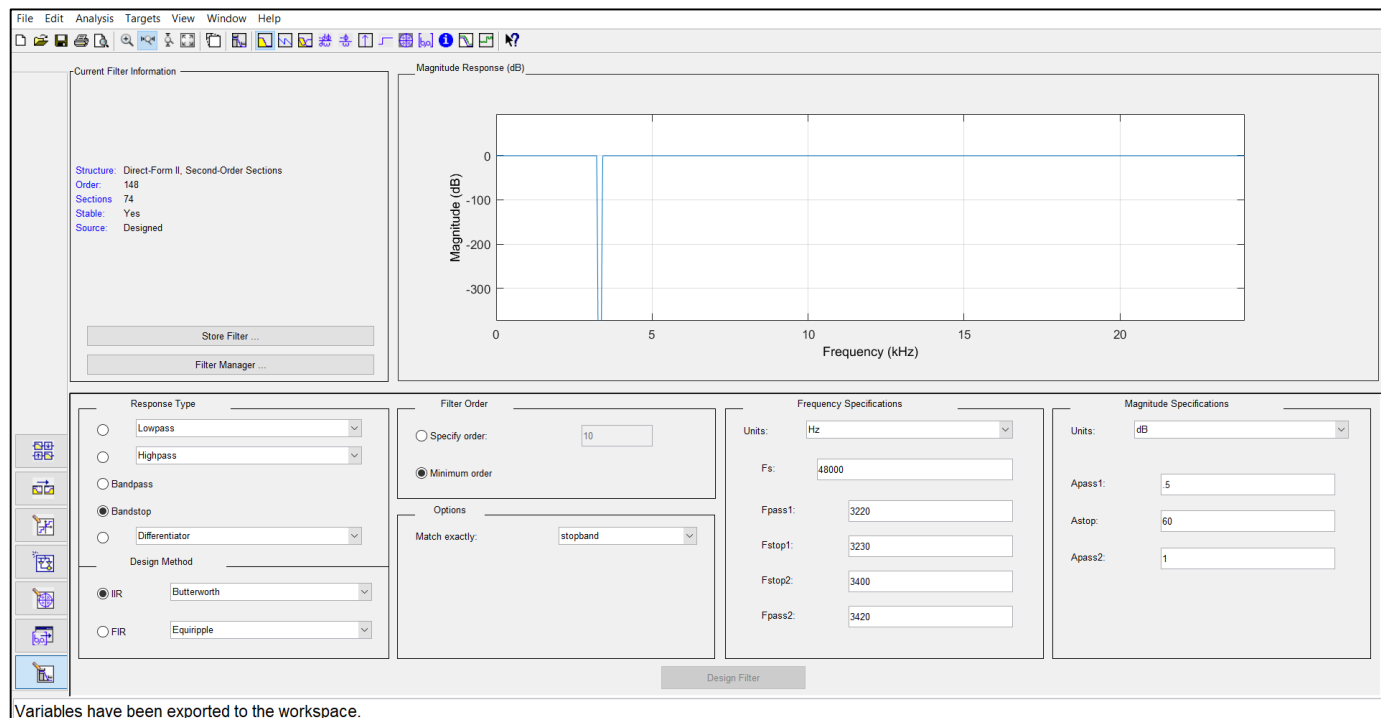 File Edit Analysis Targets View Window Help
Current Filter Information
Structure: Direct-Form II, Second-Order Sections
Order: 148
Sections 74
Stable: Yes
Source: Designed
Store Filter ...
Filter Manager ...
Magnitude Response (dB)
Magnitude (dB)
0
-100
-200
-300
0 5 10 15 20
Frequency (kHz)
Response Type
Lowpass
Highpass
Bandpass
Bandstop
Differentiator
Design Method
IIR Butterworth
FIR Equiripple
Filter Order
Specify order: 10
Minimum order
Options
Match exactly: stopband
Frequency Specifications
Units: Hz
Fs: 48000
Fpass1: 3220
Fstop1: 3230
Fstop2: 3400
Fpass2: 3420
Magnitude Specifications
Units: dB
Apass1: .5
Astop: 60
Apass2: 1
Design Filter
Variables have been exported to the workspace.